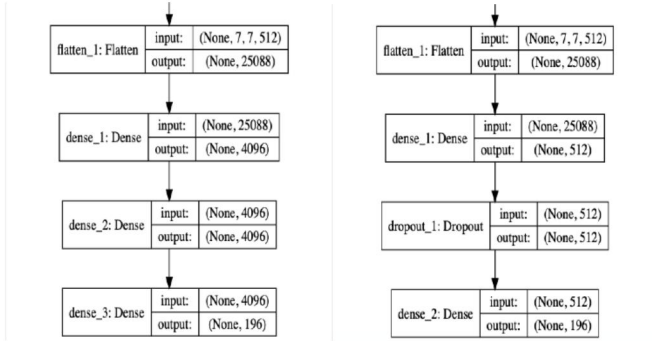 flatten_1: Flatten
input: (None, 7, 7, 512)
output: (None, 25088)
dense_1: Dense
input: (None, 25088)
output: (None, 4096)
dense_2: Dense
input: (None, 4096)
output: (None, 4096)
dense_3: Dense
input: (None, 4096)
output: (None, 196)
flatten_1: Flatten
input: (None, 7, 7, 512)
output: (None, 25088)
dense_1: Dense
input: (None, 25088)
output: (None, 512)
dropout_1: Dropout
input: (None, 512)
output: (None, 512)
dense_2: Dense
input: (None, 512)
output: (None, 196)